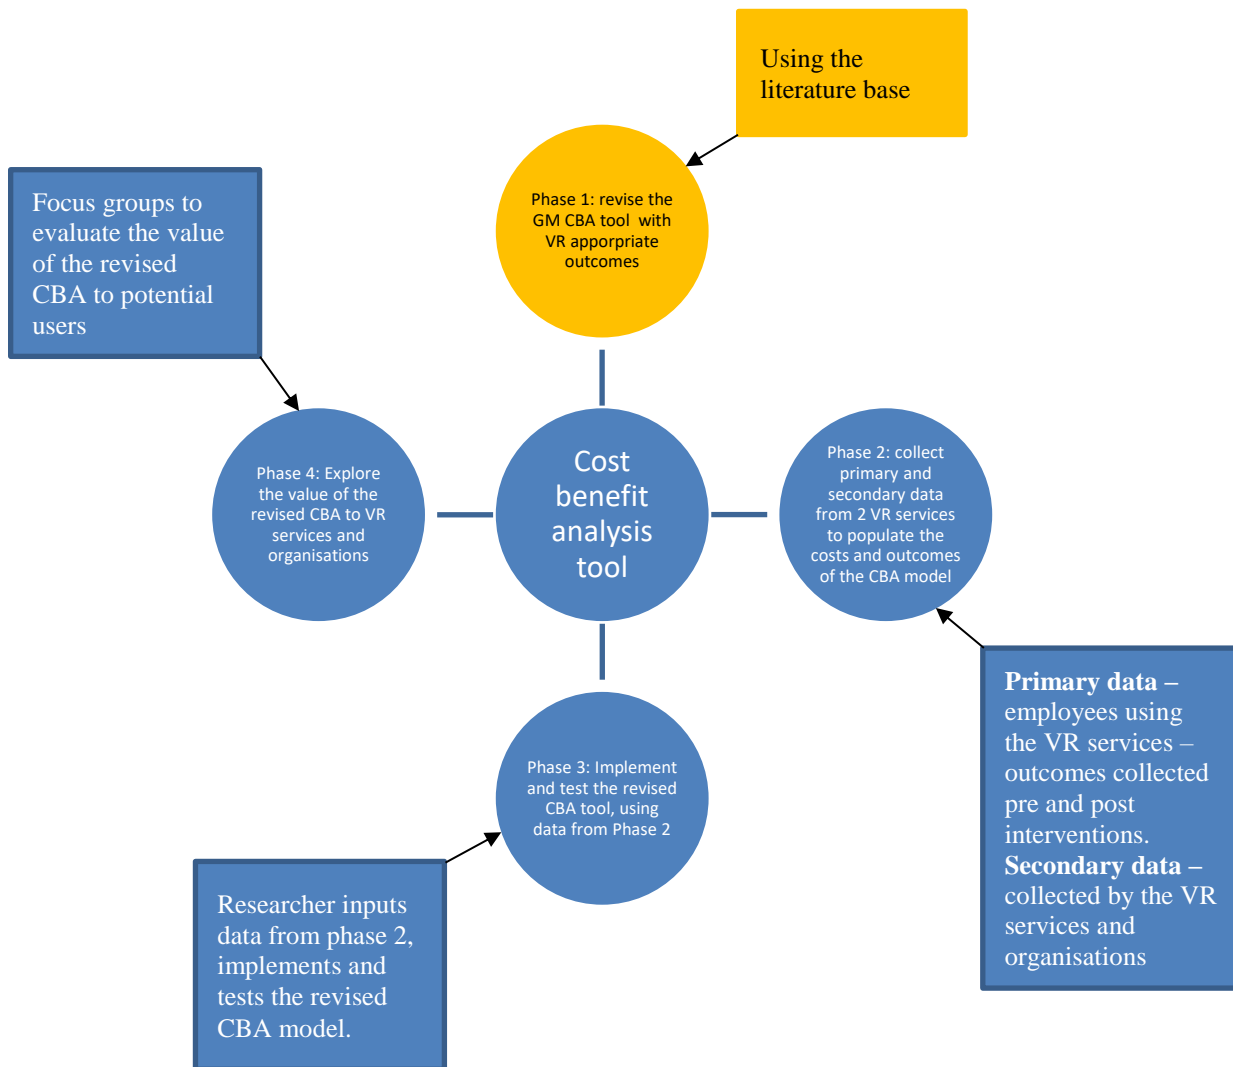 Using the
literature base
Phase 1: revise the
GM CBA tool with
VR apporpriate
outcomes
Focus groups to
evaluate the value
of the revised
CBA to potential
users
Phase 4: Explore
the value of the
revised CBA to VR
services and
organisations
Cost
benefit
analysis
tool
Phase 2: collect
primary and
secondary data
from 2 VR services
to populate the
costs and outcomes
of the CBA model
Primary data –
employees using
the VR services –
outcomes collected
pre and post
interventions.
Secondary data –
collected by the VR
services and
organisations
Phase 3: Implement
and test the revised
CBA tool, using
data from Phase 2
Researcher inputs
data from phase 2,
implements and
tests the revised
CBA model.